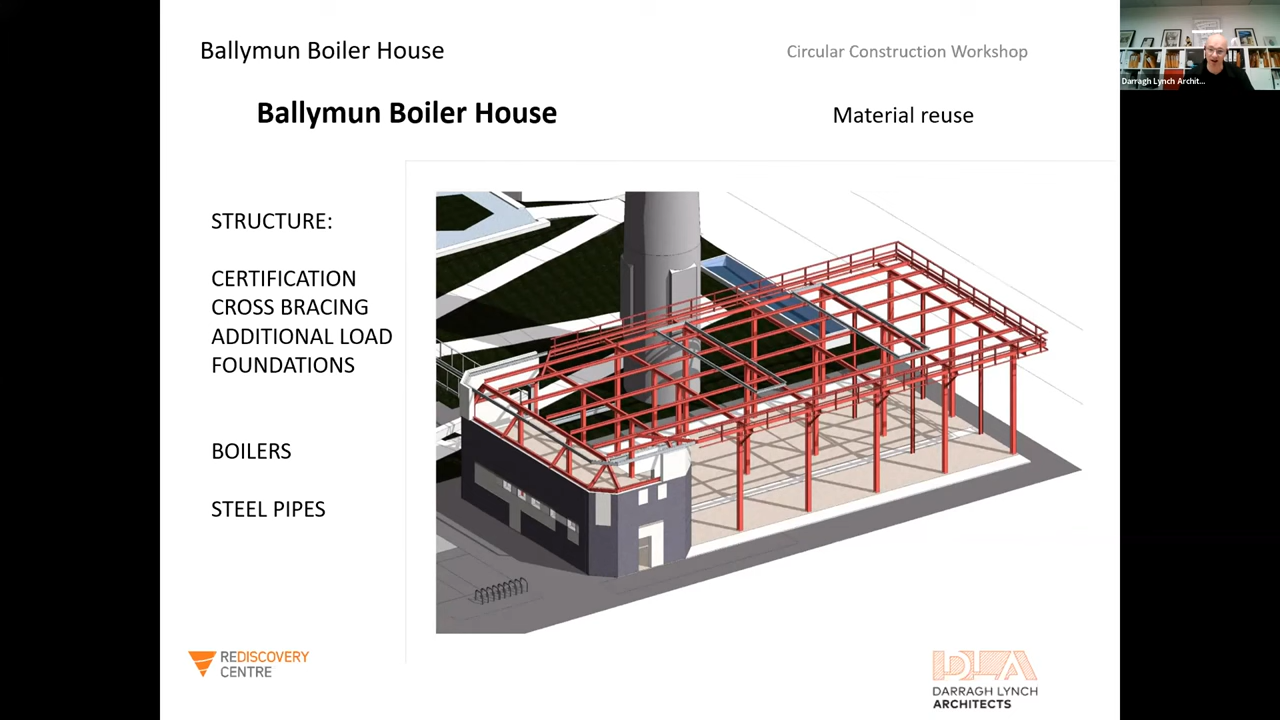 Ballymun Boiler House
Circular Construction Workshop
Darragh Lynch Archit...
Ballymun Boiler House
Material reuse
STRUCTURE:
CERTIFICATION
CROSS BRACING
ADDITIONAL LOAD
FOUNDATIONS
BOILERS
STEEL PIPES
REDISCOVERY
CENTRE
DLA
DARRAGH LYNCH
ARCHITECTS